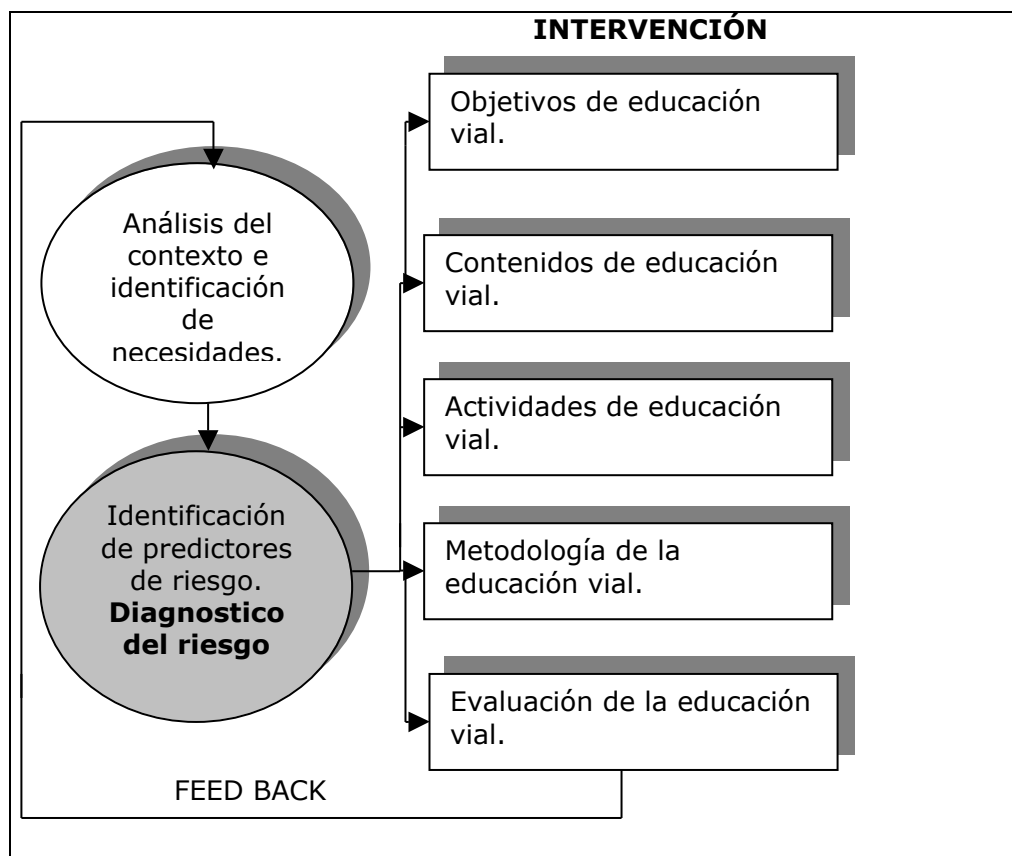 INTERVENCIÓN
Objetivos de educación
vial.
Análisis del
contexto e
identificación
de
necesidades.
Contenidos de educación
vial.
Actividades de educación
vial.
Identificación
de predictores
de riesgo.
Diagnostico
del riesgo
Metodología de la
educación vial.
Evaluación de la educación
vial.
FEED BACK